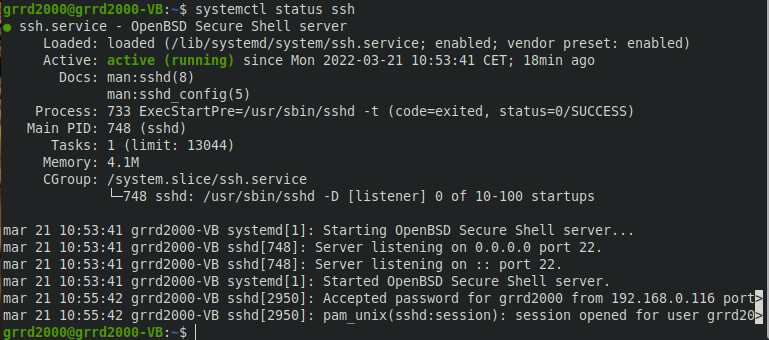 grrd2000@grrd2000-VB:~$ systemctl status ssh
● ssh.service - OpenBSD Secure Shell server
     Loaded: loaded (/lib/systemd/system/ssh.service; enabled; vendor preset: enabled)
     Active: active (running) since Mon 2022-03-21 10:53:41 CET; 18min ago
       Docs: man:sshd(8)
             man:sshd_config(5)
    Process: 733 ExecStartPre=/usr/sbin/sshd -t (code=exited, status=0/SUCCESS)
   Main PID: 748 (sshd)
      Tasks: 1 (limit: 13044)
     Memory: 4.1M
     CGroup: /system.slice/ssh.service
             └─748 sshd: /usr/sbin/sshd -D [listener] 0 of 10-100 startups
mar 21 10:53:41 grrd2000-VB systemd[1]: Starting OpenBSD Secure Shell server...
mar 21 10:53:41 grrd2000-VB sshd[748]: Server listening on 0.0.0.0 port 22.
mar 21 10:53:41 grrd2000-VB sshd[748]: Server listening on :: port 22.
mar 21 10:53:41 grrd2000-VB systemd[1]: Started OpenBSD Secure Shell server.
mar 21 10:55:42 grrd2000-VB sshd[2950]: Accepted password for grrd2000 from 192.168.0.116 port>
mar 21 10:55:42 grrd2000-VB sshd[2950]: pam_unix(sshd:session): session opened for user grrd20>
grrd2000@grrd2000-VB:~$